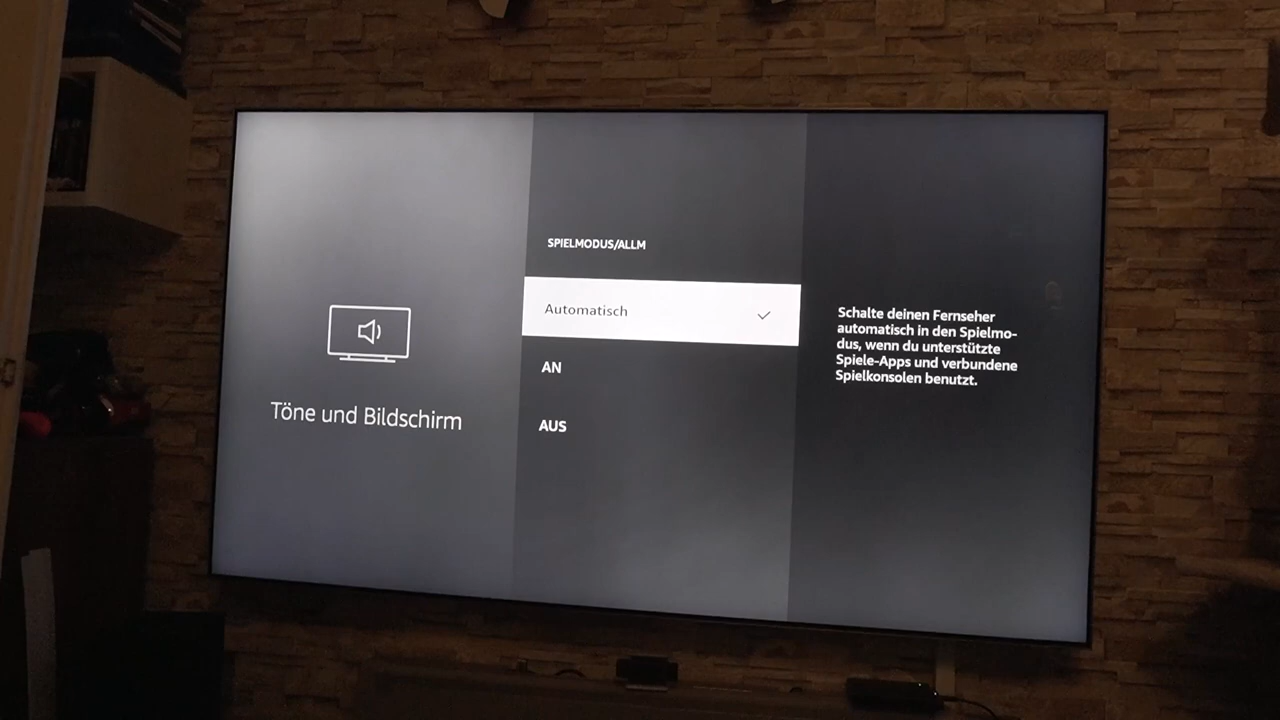 SPIELMODUS/ALLM
Automatisch
AN
AUS
Töne und Bildschirm
Schalte deinen Fernseher
automatisch in den Spielmo-
dus, wenn du unterstützte
Spiele-Apps und verbundene
Spielkonsolen benutzt.